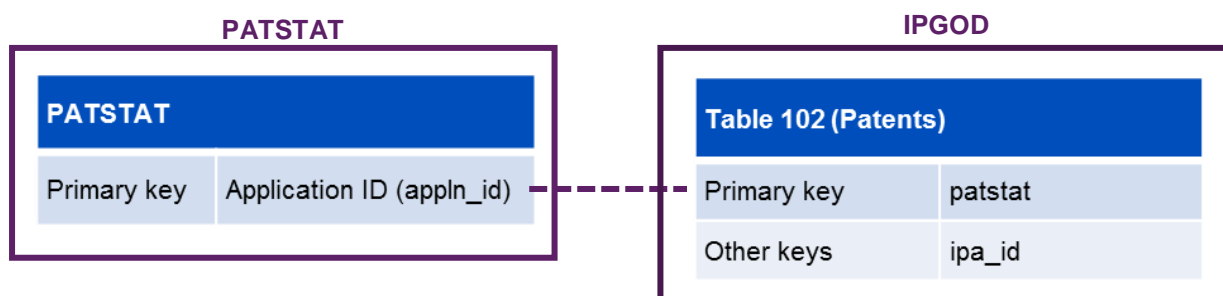 PATSTAT
IPGOD
PATSTAT
Primary key Application ID (appln_id)
Table 102 (Patents)
Primary key patstat
Other keys ipa_id